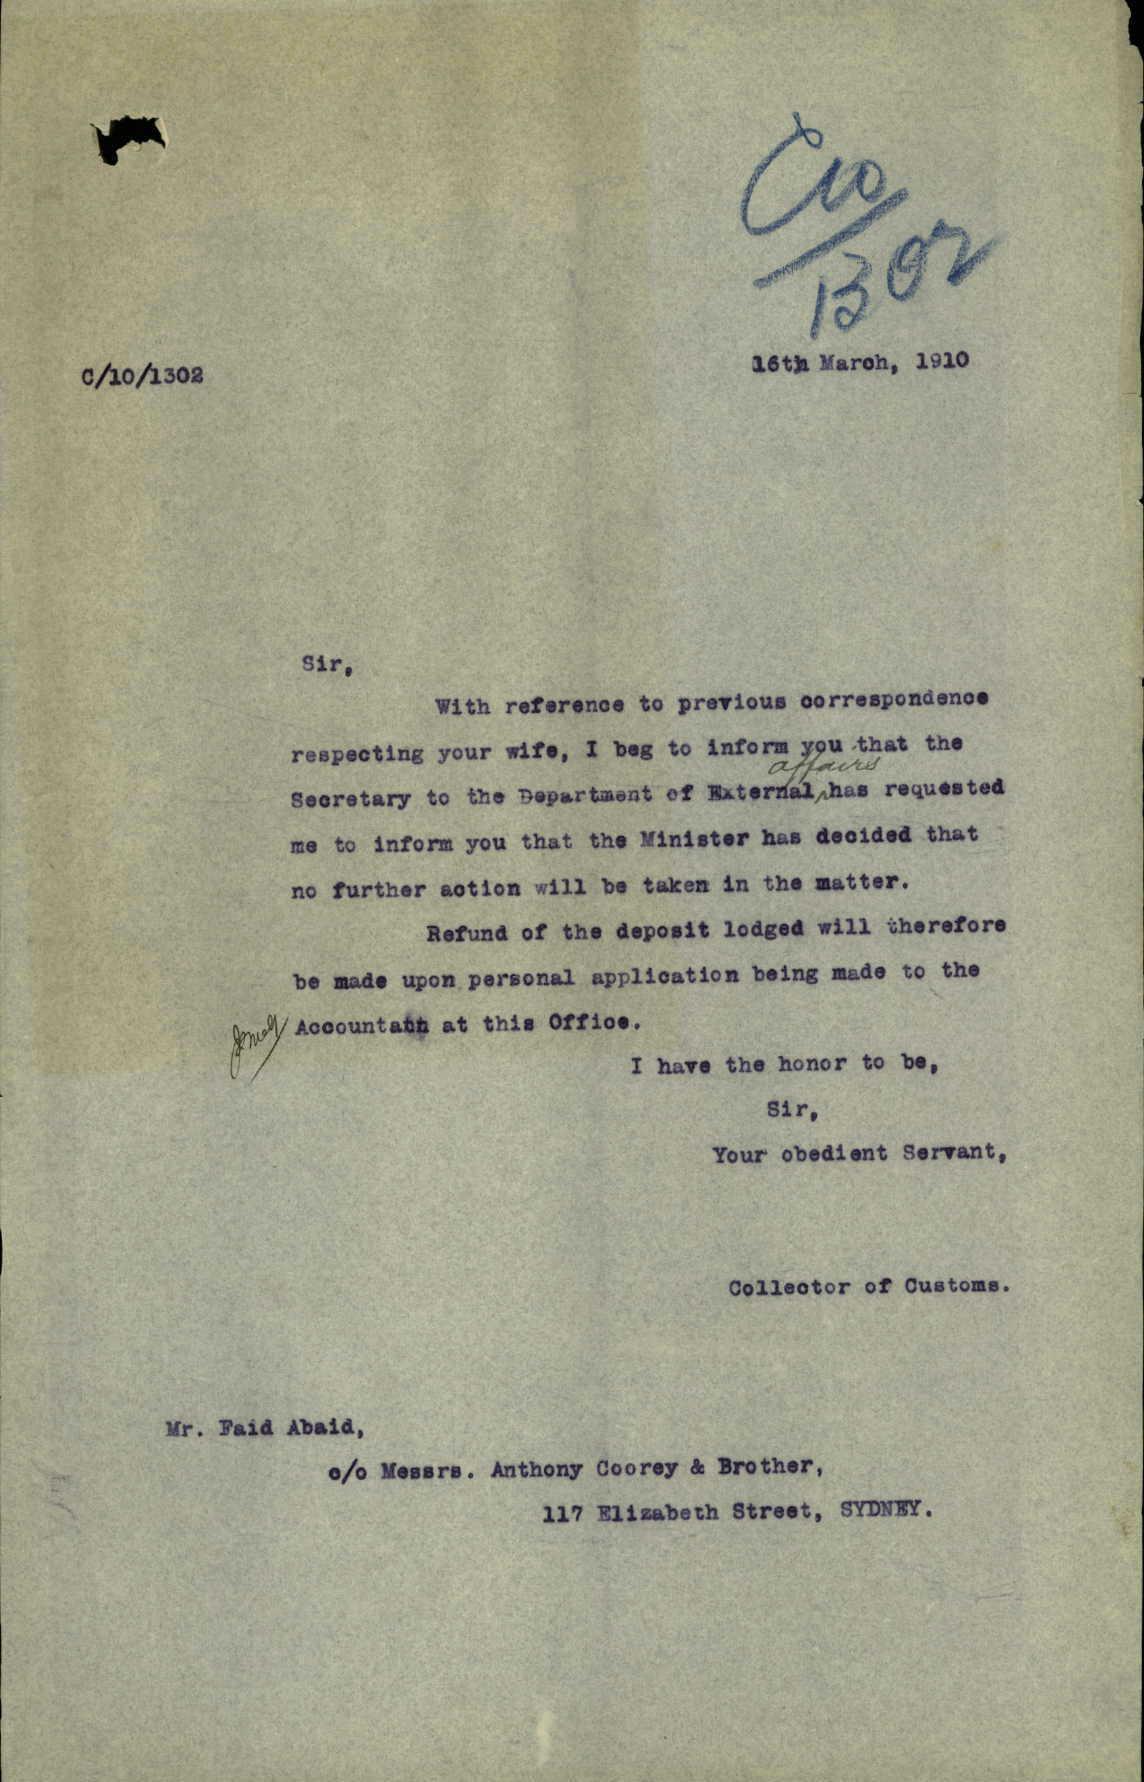 C10/1302
C/10/1302
16th March, 1910
Sir,
With reference to previous correspondence
respecting your wife, I beg to inform you that the
affairs
Secretary to the Department of External has requested
me to inform you that the Minister has decided that
no further action will be taken in the matter.
Refund of the deposit lodged will therefore
be made upon personal application being made to the
Accountant at this Office.
I have the honor to be,
Sir,
Your obedient Servant,
Collector of Customs.
Mr. Faid Abaid,
c/o Messrs. Anthony Coorey & Brother,
117 Elizabeth Street, SYDNEY.